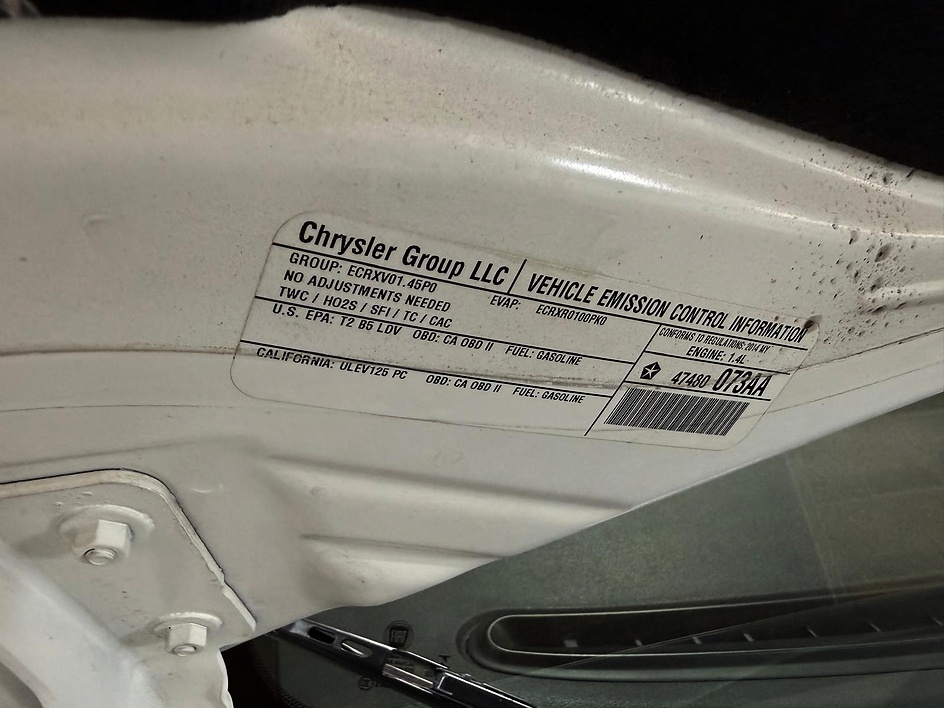 Chrysler Group LLC
VEHICLE EMISSION CONTROL INFORMATION
GROUP: ECRXV01.45P0 EVAP: ECRXR0100PK0
NO ADJUSTMENTS NEEDED
TWC / HO2S / SFI / TC / CAC
CONFORMS TO REGULATIONS: 2014 MY
ENGINE: 1.4L
U.S. EPA: T2 B5 LDV OBD: CA OBD II FUEL: GASOLINE
CALIFORNIA: ULEV125 PC OBD: CA OBD II FUEL: GASOLINE
47480 073AA
FIAT